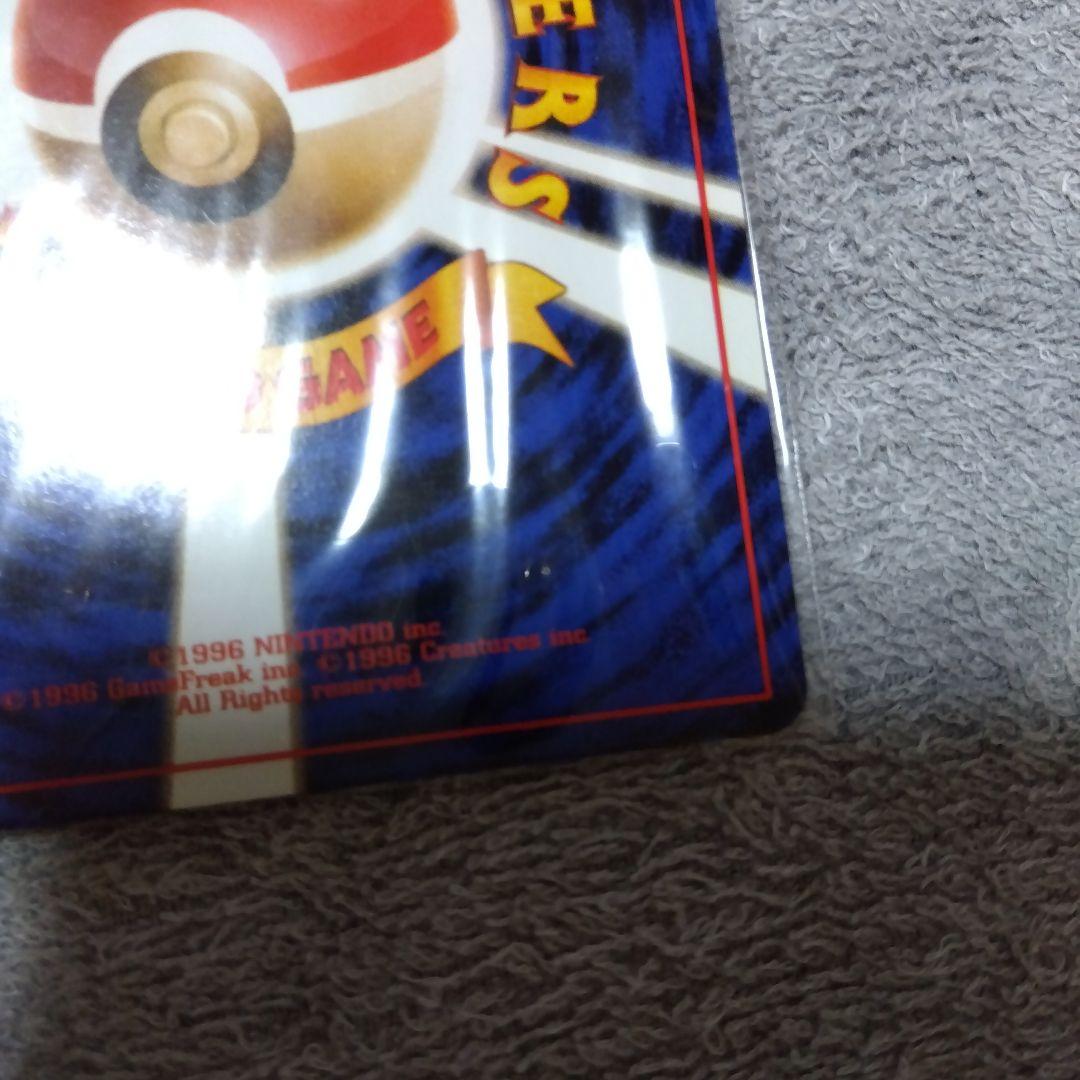 ERS
GAME
©1996 NINTENDO inc.
©1996 GameFreak inc. ©1996 Creatures inc.
All Rights reserved.